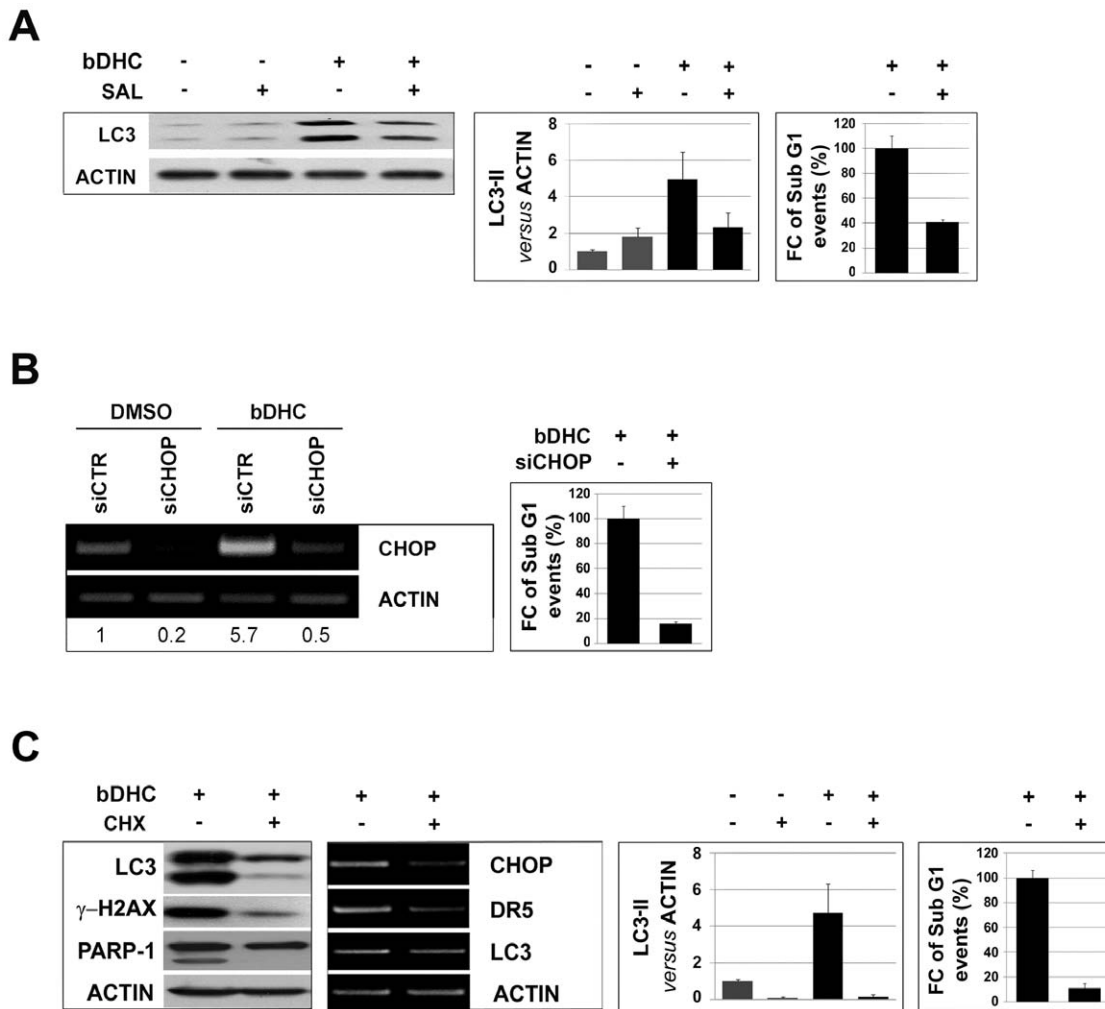 A
bDHC - - + + - - + + + +
SAL - + - + - + - + - +
LC3
ACTIN
LC3-II
versus ACTIN
8
6
4
2
0
FC of Sub G1
events (%)
120
100
80
60
40
20
0
B
DMSO bDHC
siCTR siCHOP siCTR siCHOP
CHOP
ACTIN
1 0.2 5.7 0.5
bDHC + +
siCHOP - +
FC of Sub G1
events (%)
120
100
80
60
40
20
0
C
bDHC + + + + - - + + + +
CHX - + - + - + - + - +
LC3
γ–H2AX
PARP-1
ACTIN
CHOP
DR5
LC3
ACTIN
LC3-II
versus ACTIN
8
6
4
2
0
FC of Sub G1
events (%)
120
100
80
60
40
20
0